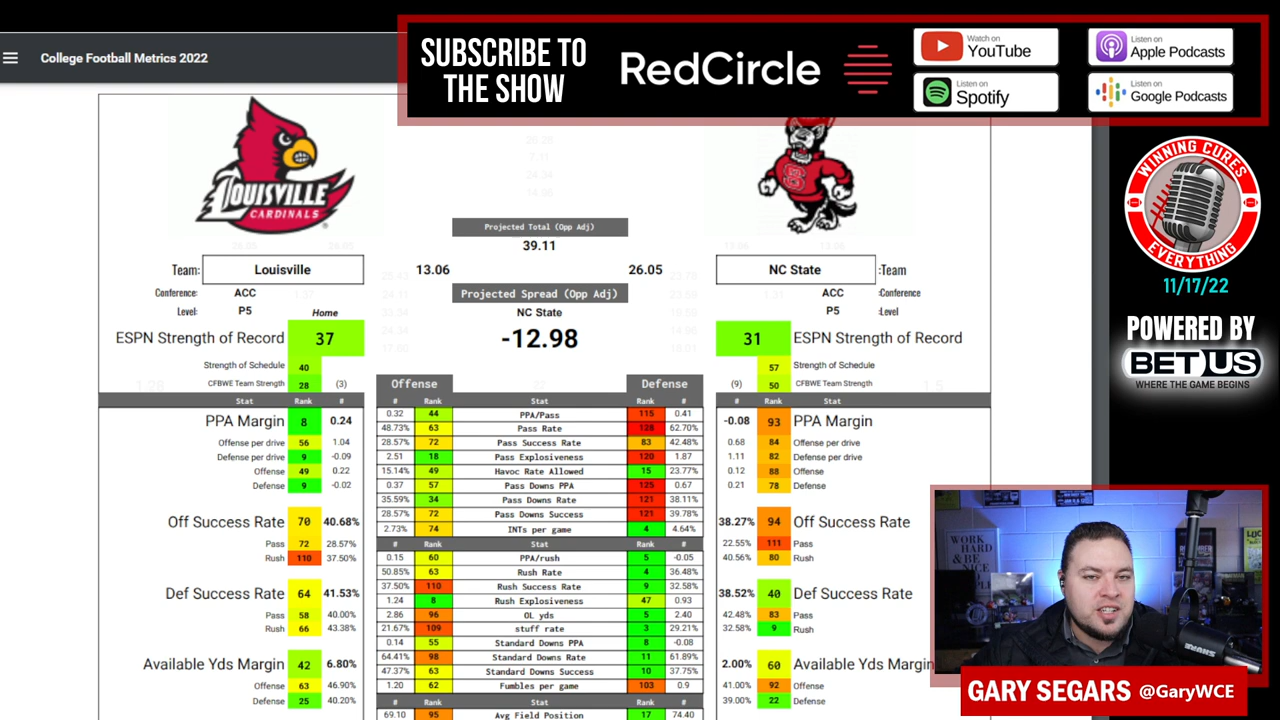 College Football Metrics 2022
SUBSCRIBE TO
THE SHOW
RedCircle
Watch on
YouTube
Listen on
Apple Podcasts
Listen on
Spotify
Listen on
Google Podcasts
LOUISVILLE
CARDINALS
WINNING CURES
EVERYTHING
11/17/22
POWERED BY
BETUS
WHERE THE GAME BEGINS
Projected Total (Opp Adj)
39.11
Team: Louisville 13.06 26.05 NC State :Team
Conference: ACC Projected Spread (Opp Adj) ACC :Conference
Level: P5 Home NC State P5 :Level
ESPN Strength of Record 37 -12.98 31 ESPN Strength of Record
Strength of Schedule 40 57 Strength of Schedule
CFBWE Team Strength 28 (3) Offense Defense (9) 50 CFBWE Team Strength
Stat Rank # # Rank Stat Rank # # Rank Stat
PPA Margin 8 0.24 -0.08 93 PPA Margin
Offense per drive 56 1.04 0.68 84 Offense per drive
Defense per drive 9 -0.09 1.11 82 Defense per drive
Offense 49 0.22 0.12 88 Offense
Defense 9 -0.02 0.21 78 Defense
Off Success Rate 70 40.68% 38.27% 94 Off Success Rate
Pass 72 28.57% 22.55% 111 Pass
Rush 110 37.50% 40.56% 80 Rush
Def Success Rate 64 41.53% 38.52% 40 Def Success Rate
Pass 58 40.00% 42.48% 83 Pass
Rush 66 43.38% 32.58% 9 Rush
Available Yds Margin 42 6.80% 2.00% 60 Available Yds Margin
Offense 63 46.90% 41.00% 92 Offense
Defense 25 40.20% 39.00% 22 Defense
0.32 44 PPA/Pass 115 0.41
48.73% 63 Pass Rate 128 62.70%
28.57% 72 Pass Success Rate 83 42.48%
2.51 18 Pass Explosiveness 120 1.87
15.14% 49 Havoc Rate Allowed 15 23.77%
0.37 57 Pass Downs PPA 125 0.67
35.59% 34 Pass Downs Rate 121 38.11%
28.57% 72 Pass Downs Success 121 39.78%
2.73% 74 INTs per game 4 4.64%
# Rank Stat Rank #
0.15 60 PPA/rush 5 -0.05
50.85% 63 Rush Rate 4 36.48%
37.50% 110 Rush Success Rate 9 32.58%
1.24 8 Rush Explosiveness 47 0.93
2.86 96 OL yds 5 2.40
21.67% 109 stuff rate 3 29.21%
0.14 55 Standard Downs PPA 8 -0.08
64.41% 98 Standard Downs Rate 11 61.89%
47.37% 63 Standard Downs Success 10 37.75%
1.20 62 Fumbles per game 103 0.9
# Rank Stat Rank #
69.10 95 Avg Field Position 17 74.40
WORK
HARD &
BE
EVANS
GARY SEGARS @GaryWCE